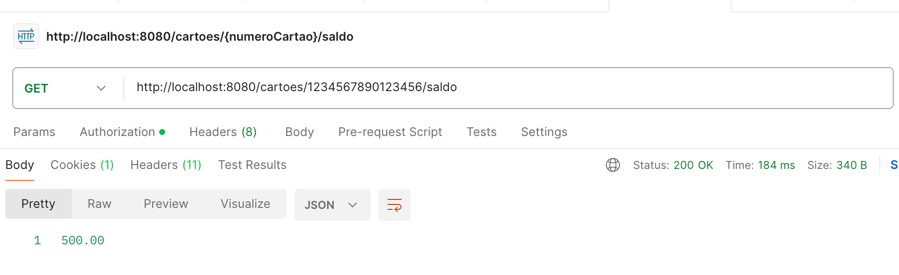 HTTP http://localhost:8080/cartoes/{numeroCartao}/saldo
GET http://localhost:8080/cartoes/1234567890123456/saldo
Params Authorization Headers (8) Body Pre-request Script Tests Settings
Body Cookies (1) Headers (11) Test Results Status: 200 OK Time: 184 ms Size: 340 B S
Pretty Raw Preview Visualize JSON
1 500.00